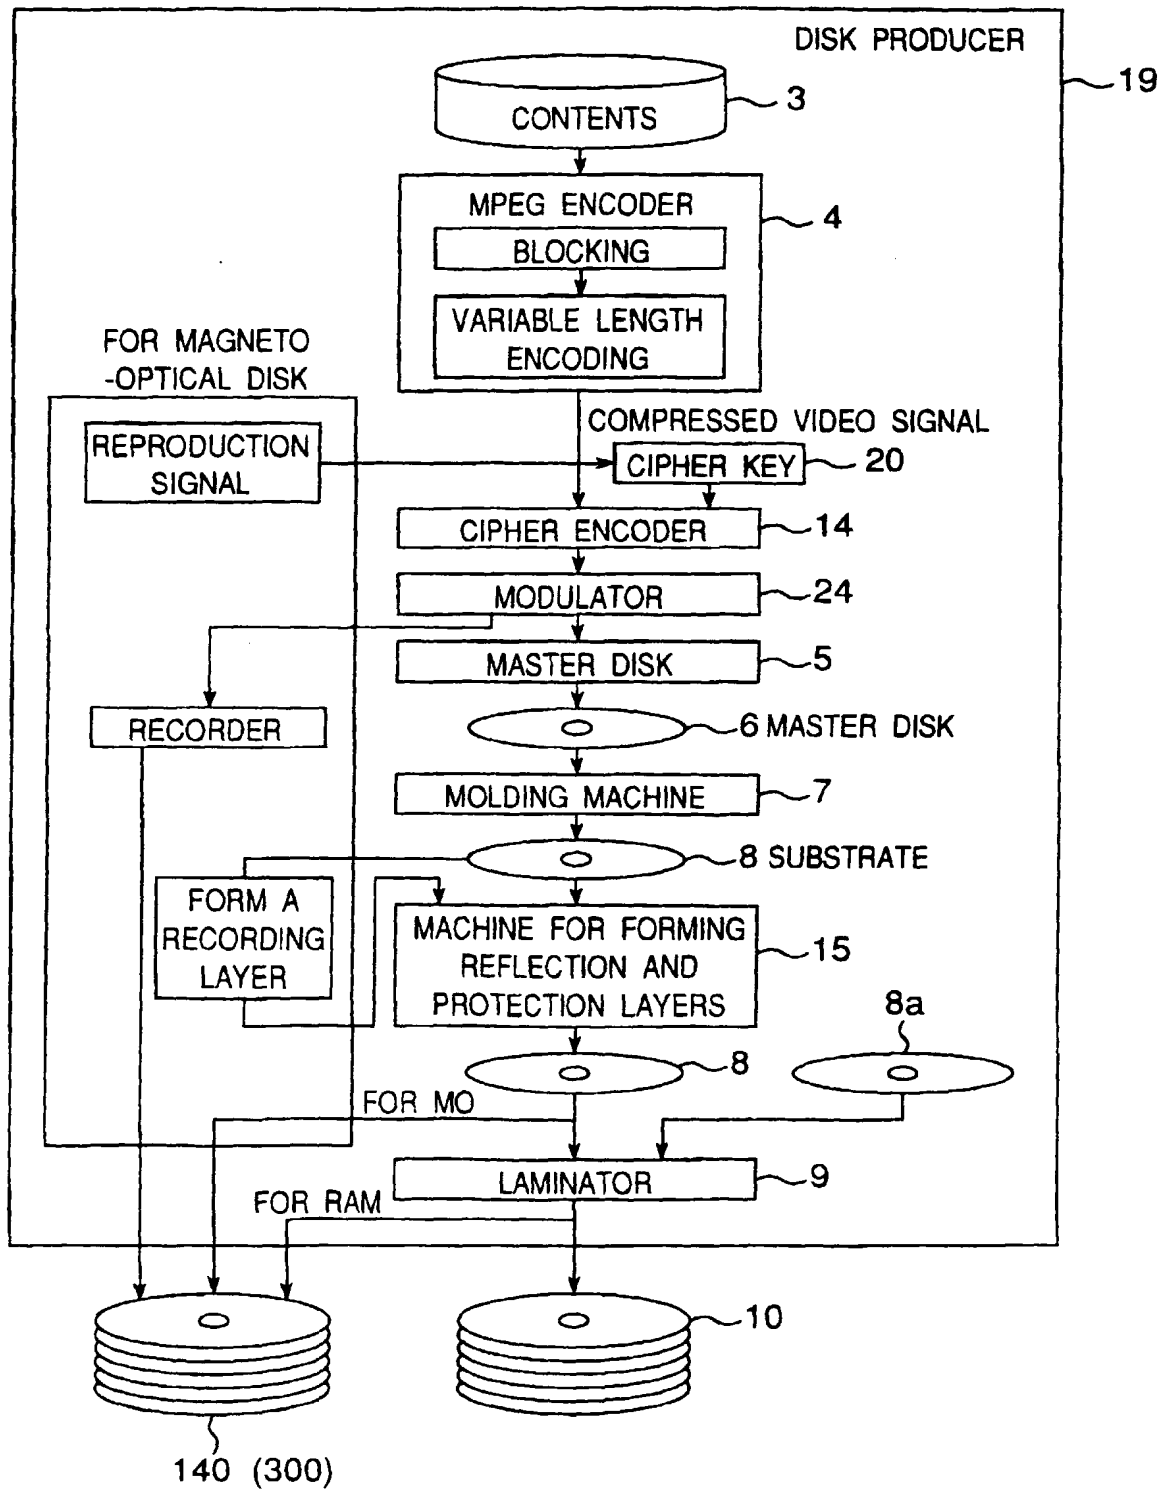 DISK PRODUCER
19
CONTENTS
3
MPEG ENCODER
4
BLOCKING
VARIABLE LENGTH
ENCODING
FOR MAGNETO
-OPTICAL DISK
COMPRESSED VIDEO SIGNAL
REPRODUCTION
SIGNAL
CIPHER KEY
20
CIPHER ENCODER
14
MODULATOR
24
MASTER DISK
5
RECORDER
6 MASTER DISK
MOLDING MACHINE
7
8 SUBSTRATE
FORM A
RECORDING
LAYER
MACHINE FOR FORMING
REFLECTION AND
PROTECTION LAYERS
15
8a
8
FOR MO
LAMINATOR
9
FOR RAM
10
140 (300)